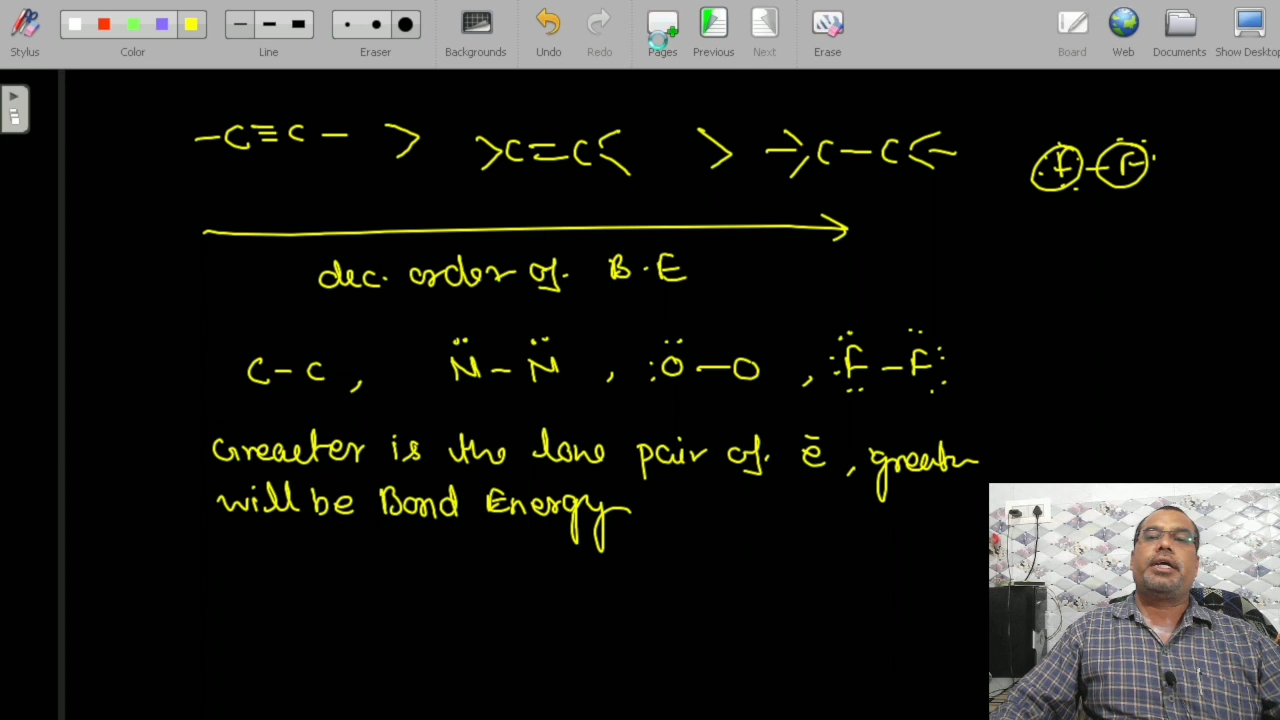 Stylus Color Line Eraser Backgrounds Undo Redo Pages Previous Next Erase Board Web Documents Show Desktop
-C≡C- > >C=C< > C-C F-F
dec. order of. B.E
C-C, N̈-N̈, :Ö-O, :F-F:
Greater is the lone pair of. ē, greater
will be Bond Energy